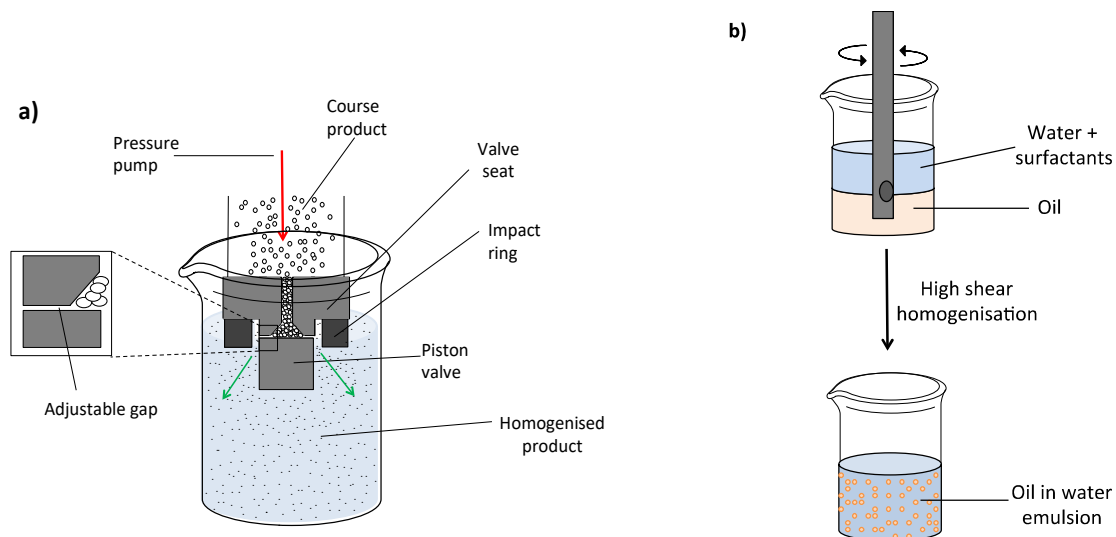 a)
Pressure
pump
Course
product
Valve
seat
Impact
ring
Piston
valve
Adjustable gap
Homogenised
product
b)
Water +
surfactants
Oil
High shear
homogenisation
Oil in water
emulsion